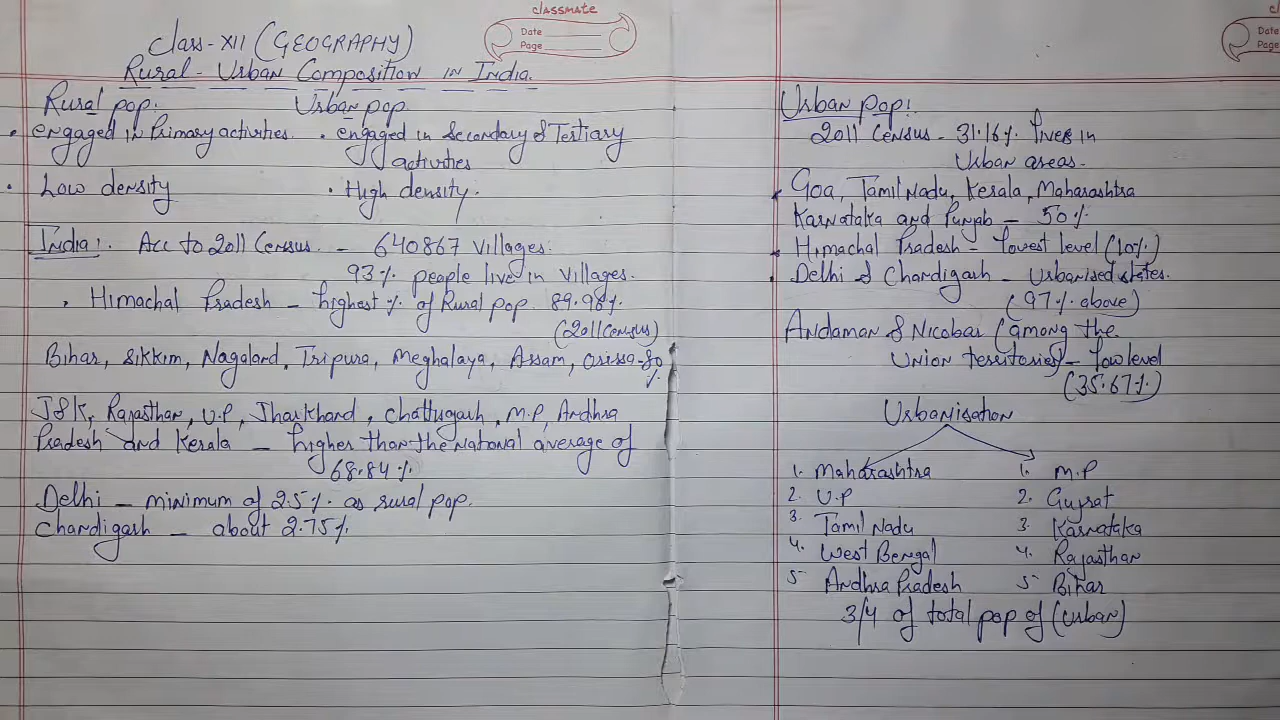 classmate
Date
Page
Class-XII (GEOGRAPHY)
Rural-Urban Composition in India.
Rural pop: Urban pop.
• engaged in Primary activities. • engaged in Secondary & Tertiary
activities
• Low density • High density.
India: Acc to 2011 Census. - 640867 villages.
93% people live in villages.
• Himachal Pradesh - highest % of Rural pop. 89.98%
(2011 Census)
Bihar, Sikkim, Nagaland, Tripura, Meghalaya, Assam, Orissa-80
%
J&K, Rajasthan, U.P, Jharkhand, Chattugarh, M.P, Andhra
Pradesh and Kerala - higher than the national average of
68.84%
Delhi - minimum of 2.5% as rural pop.
Chandigarh - about 2.75%
cl
Date
Page
Urban Pop:
2011 Census - 31.16% lives in
Urban areas.
Goa, Tamil Nadu, Kerala, Maharashtra
Karnataka and Punjab - 50%
Himachal Pradesh - lowest level (10%)
• Delhi & Chandigarh - Urbanised states.
(97% above)
Andaman & Nicobar (among the
Union territories) - low level
(35.67%)
Urbanisation
1. Maharashtra 1. M.P
2. U.P 2. Gujrat
3. Tamil Nadu 3. Karnataka
4. West Bengal 4. Rajasthan
5 Andhra Pradesh 5 Bihar
3/4 of total pop of (urban)